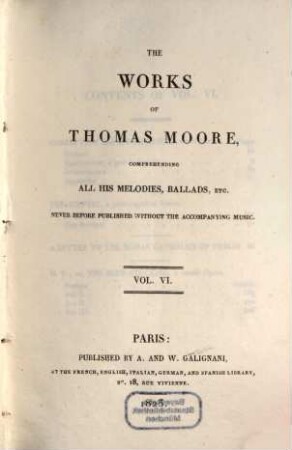 THE
WORKS
OF
THOMAS MOORE,
COMPREHENDING
ALL HIS MELODIES, BALLADS, ETC.
NEVER BEFORE PUBLISHED WITHOUT THE ACCOMPANYING MUSIC.
VOL. VI.
PARIS:
PUBLISHED BY A. AND W. GALIGNANI,
AT THE FRENCH, ENGLISH, ITALIAN, GERMAN, AND SPANISH LIBRARY,
N°. 18, RUE VIVIENNE.